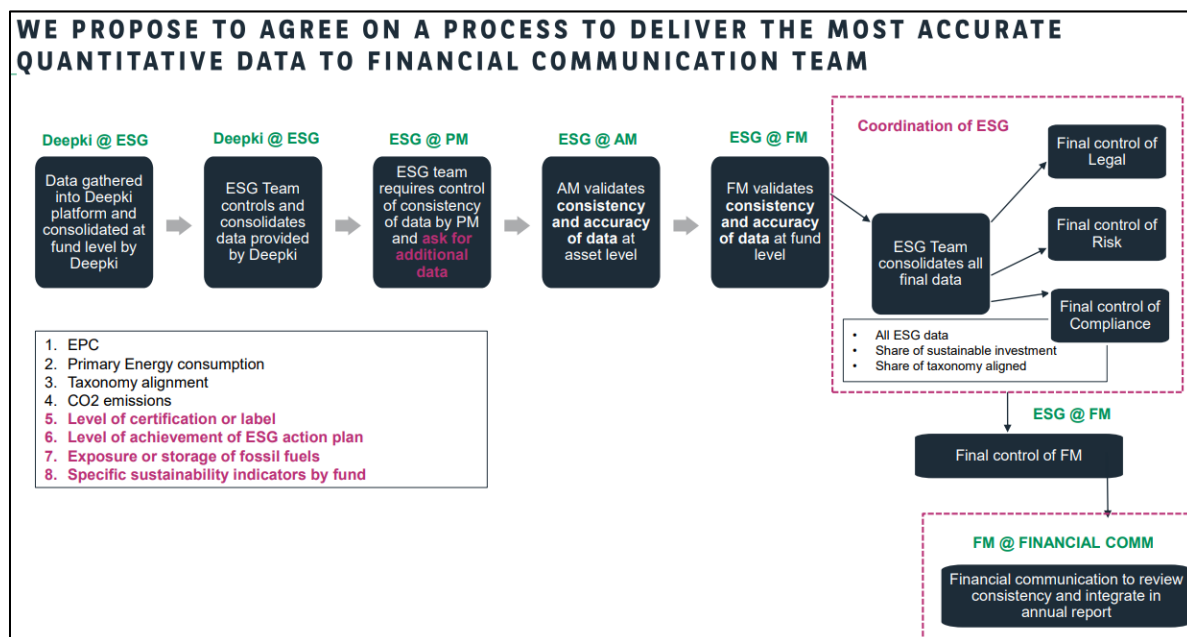 WE PROPOSE TO AGREE ON A PROCESS TO DELIVER THE MOST ACCURATE
QUANTITATIVE DATA TO FINANCIAL COMMUNICATION TEAM
Deepki @ ESG
Data gathered
into Deepki
platform and
consolidated at
fund level by
Deepki
Deepki @ ESG
ESG Team
controls and
consolidates
data provided
by Deepki
ESG @ PM
ESG team
requires control
of consistency
of data by PM
and ask for
additional
data
ESG @ AM
AM validates
consistency
and accuracy
of data at
asset level
ESG @ FM
FM validates
consistency
and accuracy
of data at fund
level
Coordination of ESG
ESG Team
consolidates all
final data
Final control of
Legal
Final control of
Risk
Final control of
Compliance
• All ESG data
• Share of sustainable investment
• Share of taxonomy aligned
1. EPC
2. Primary Energy consumption
3. Taxonomy alignment
4. CO2 emissions
5. Level of certification or label
6. Level of achievement of ESG action plan
7. Exposure or storage of fossil fuels
8. Specific sustainability indicators by fund
ESG @ FM
Final control of FM
FM @ FINANCIAL COMM
Financial communication to review
consistency and integrate in
annual report